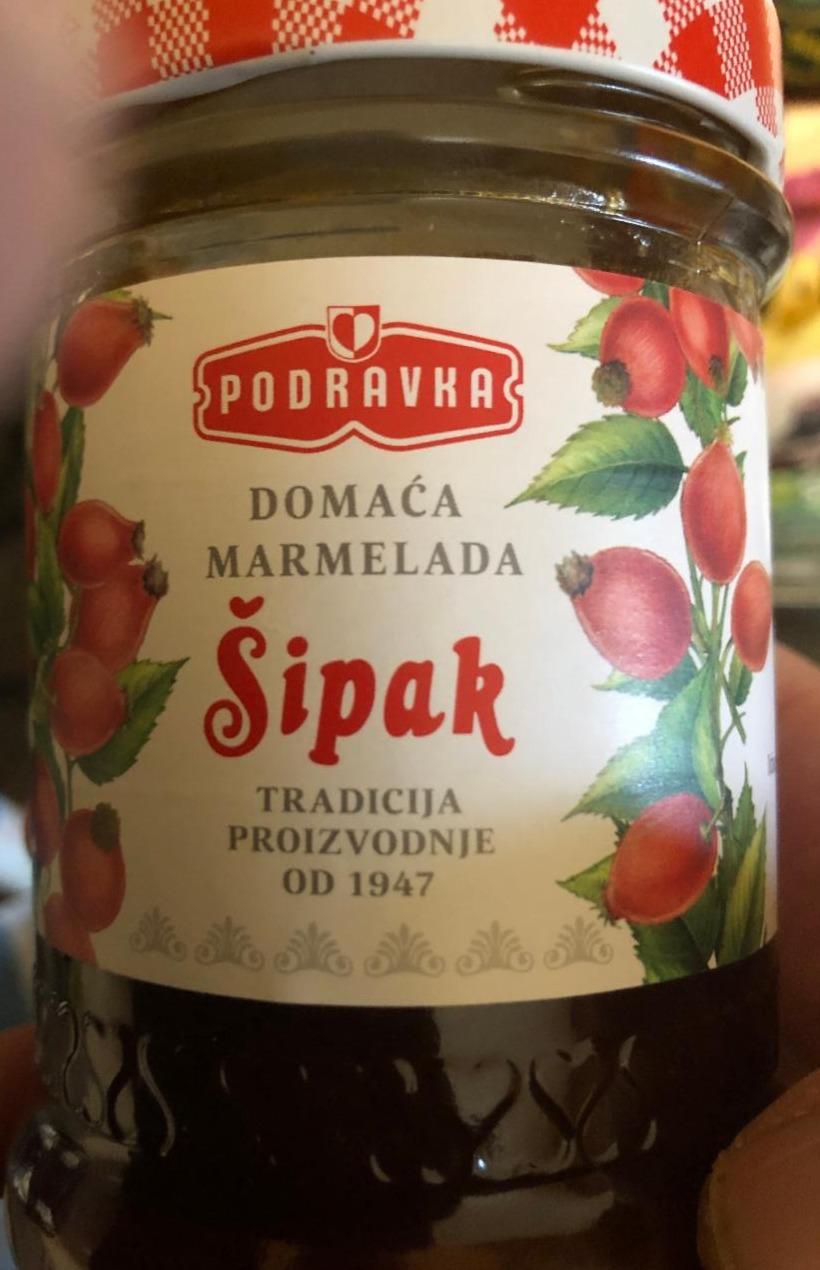 PODRAVKA
DOMAĆA
MARMELADA
Šipak
TRADICIJA
PROIZVODNJE
OD 1947